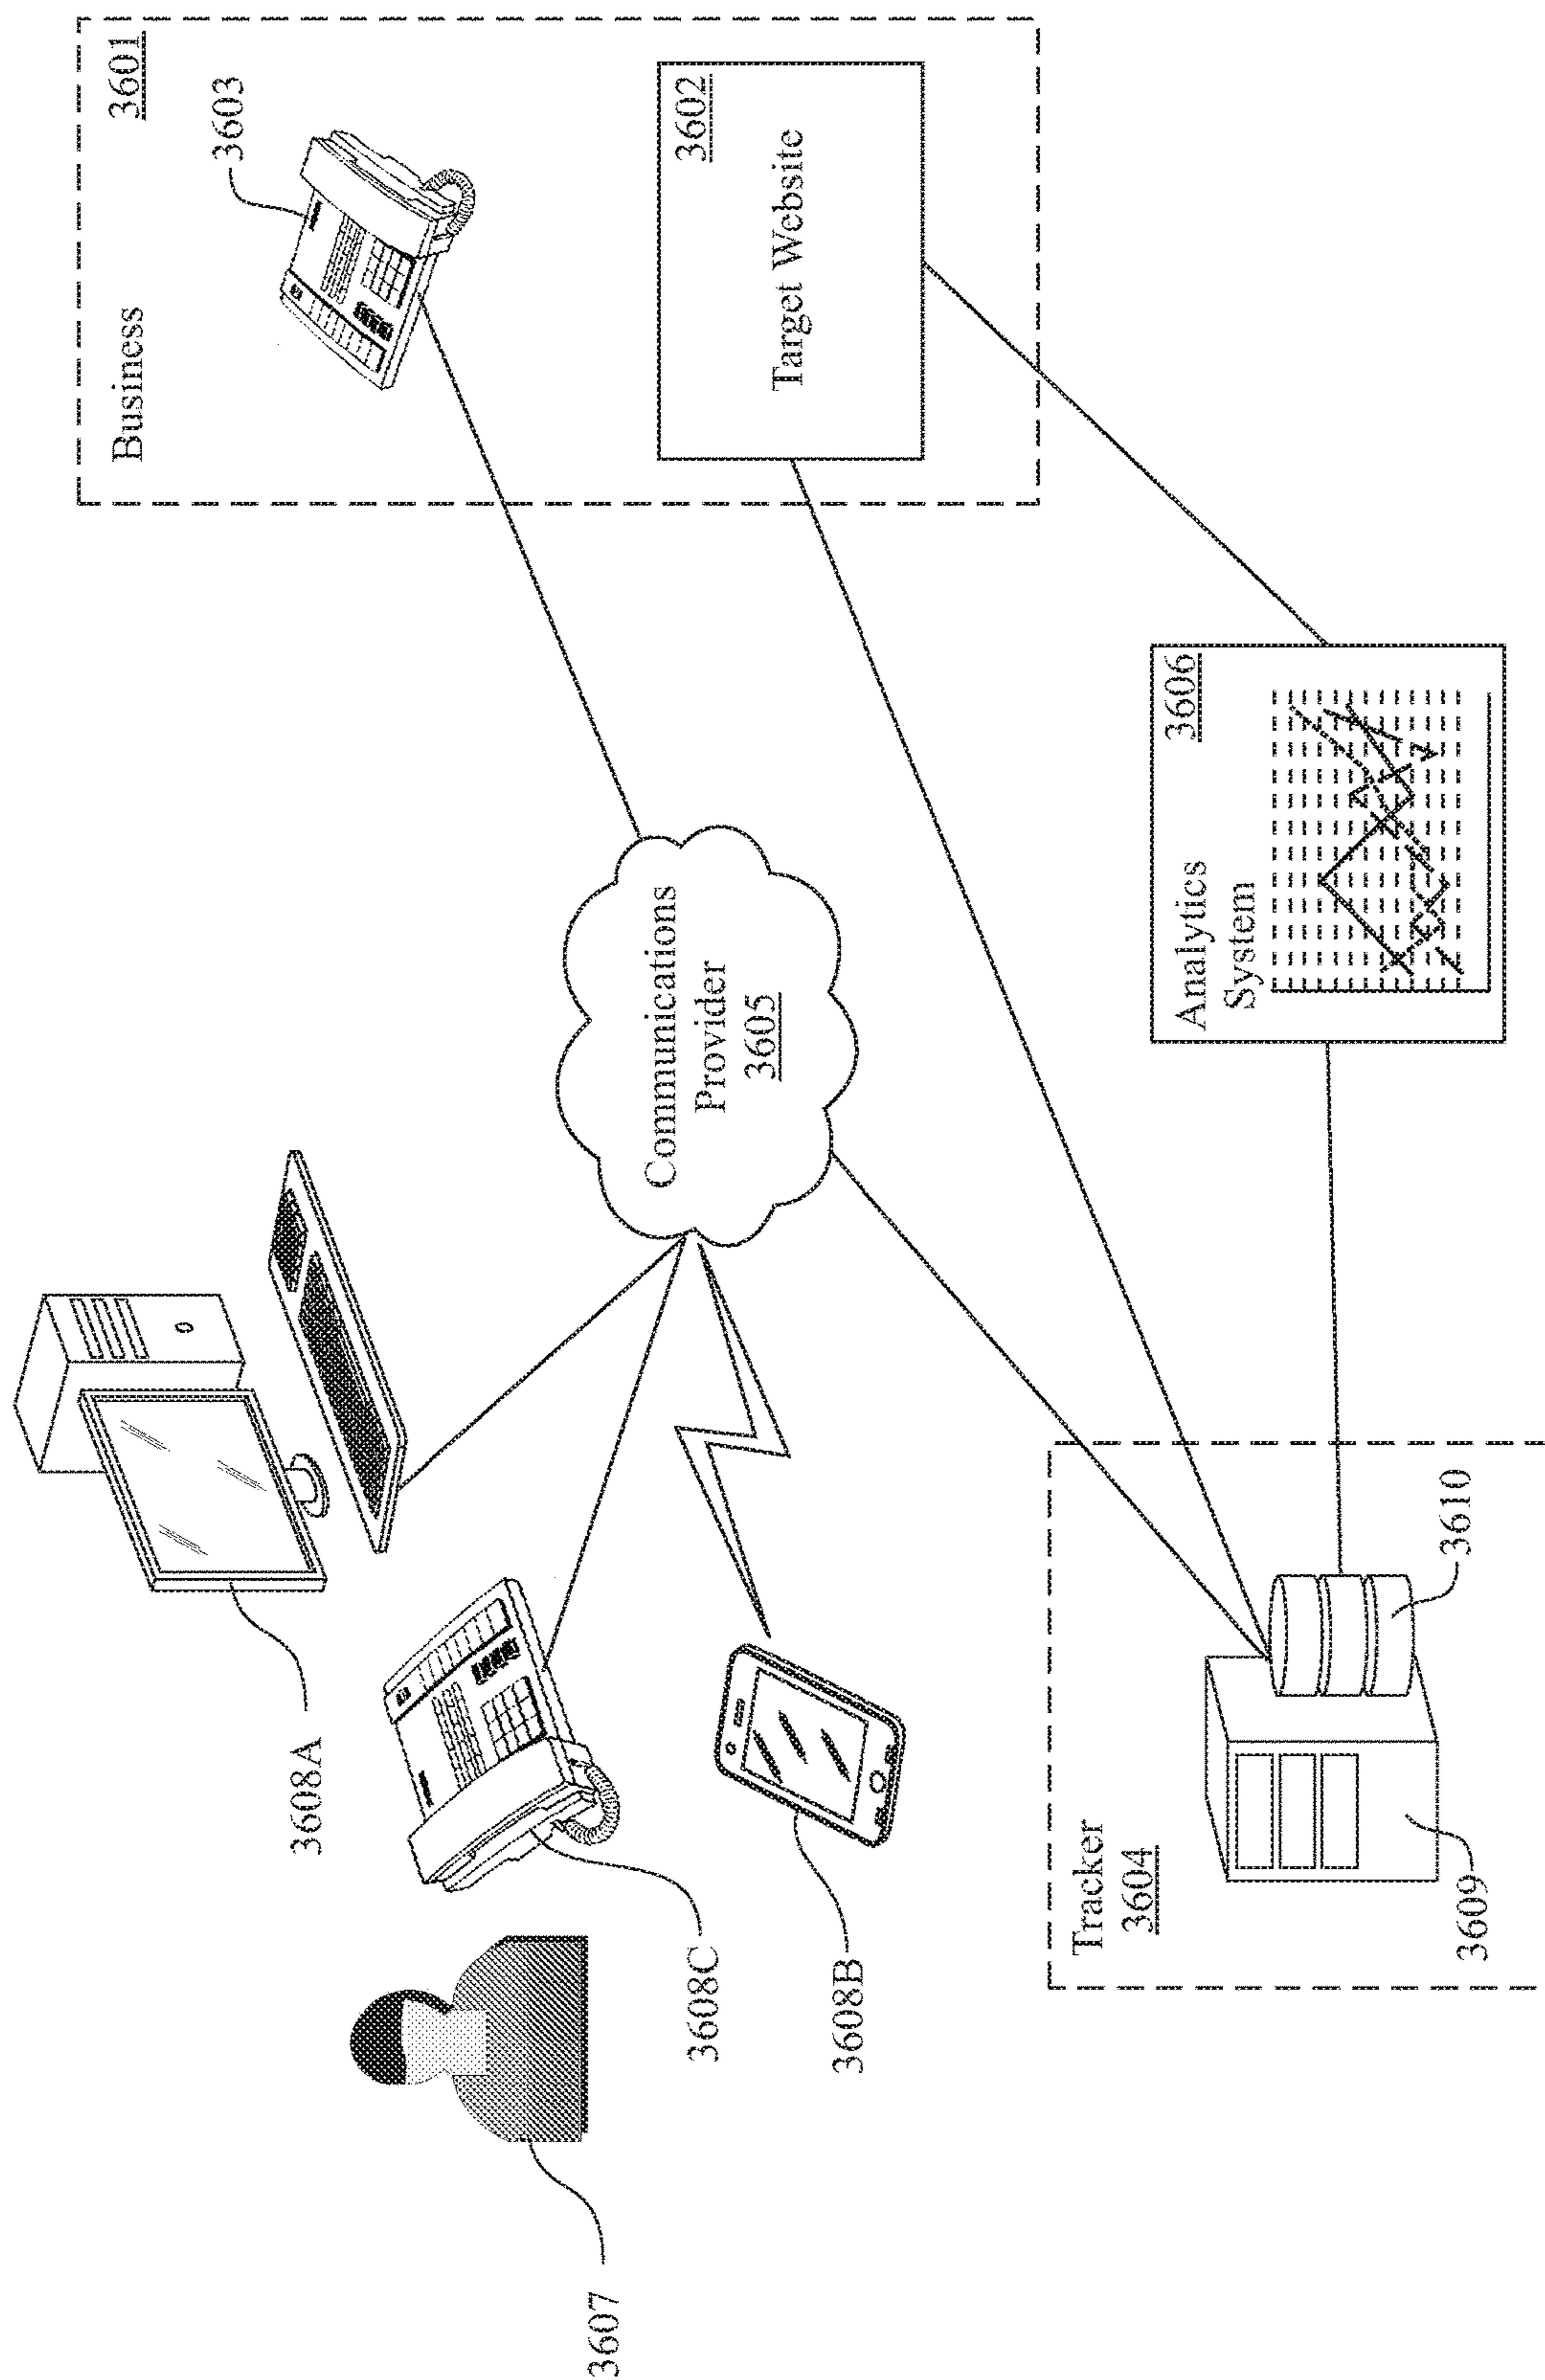 3607
3608A
3608C
3608B
Communications
Provider
3605
Business
3601
3603
3602
Target Website
Tracker
3604
3609
3610
Analytics
System
3606